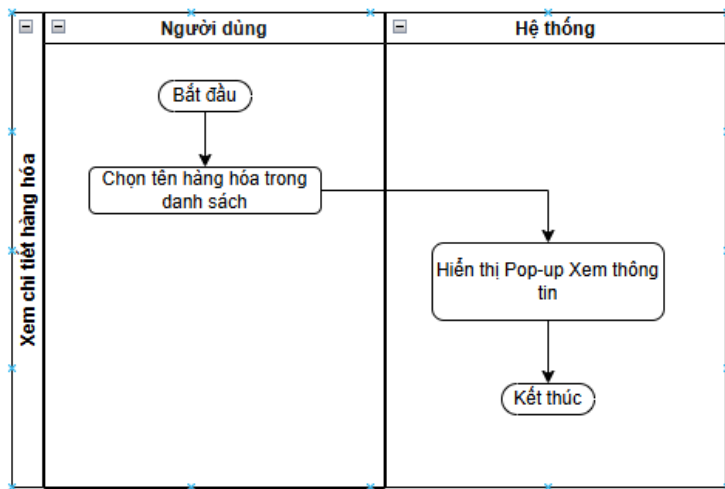 Người dùng
Hệ thống
Xem chi tiết hàng hóa
Bắt đầu
Chọn tên hàng hóa trong
danh sách
Hiển thị Pop-up Xem thông
tin
Kết thúc